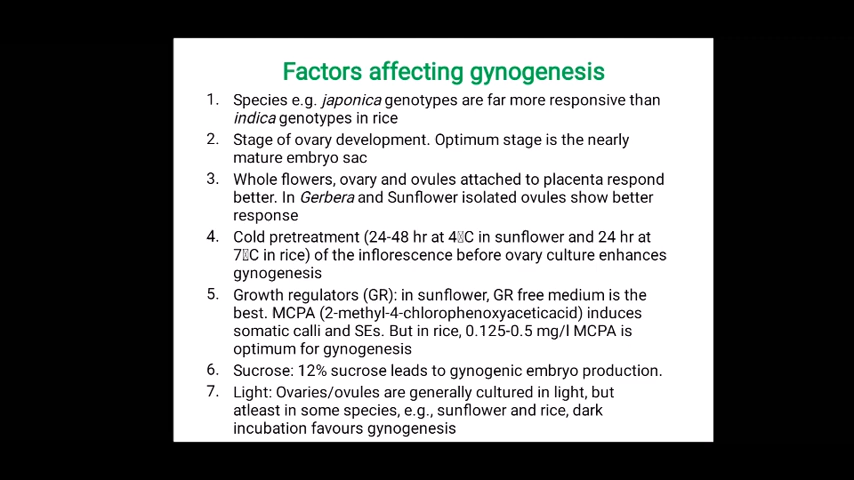 Factors affecting gynogenesis
1. Species e.g. japonica genotypes are far more responsive than
indica genotypes in rice
2. Stage of ovary development. Optimum stage is the nearly
mature embryo sac
3. Whole flowers, ovary and ovules attached to placenta respond
better. In Gerbera and Sunflower isolated ovules show better
response
4. Cold pretreatment (24-48 hr at 4▯C in sunflower and 24 hr at
7▯C in rice) of the inflorescence before ovary culture enhances
gynogenesis
5. Growth regulators (GR): in sunflower, GR free medium is the
best. MCPA (2-methyl-4-chlorophenoxyaceticacid) induces
somatic calli and SEs. But in rice, 0.125-0.5 mg/l MCPA is
optimum for gynogenesis
6. Sucrose: 12% sucrose leads to gynogenic embryo production.
7. Light: Ovaries/ovules are generally cultured in light, but
atleast in some species, e.g., sunflower and rice, dark
incubation favours gynogenesis